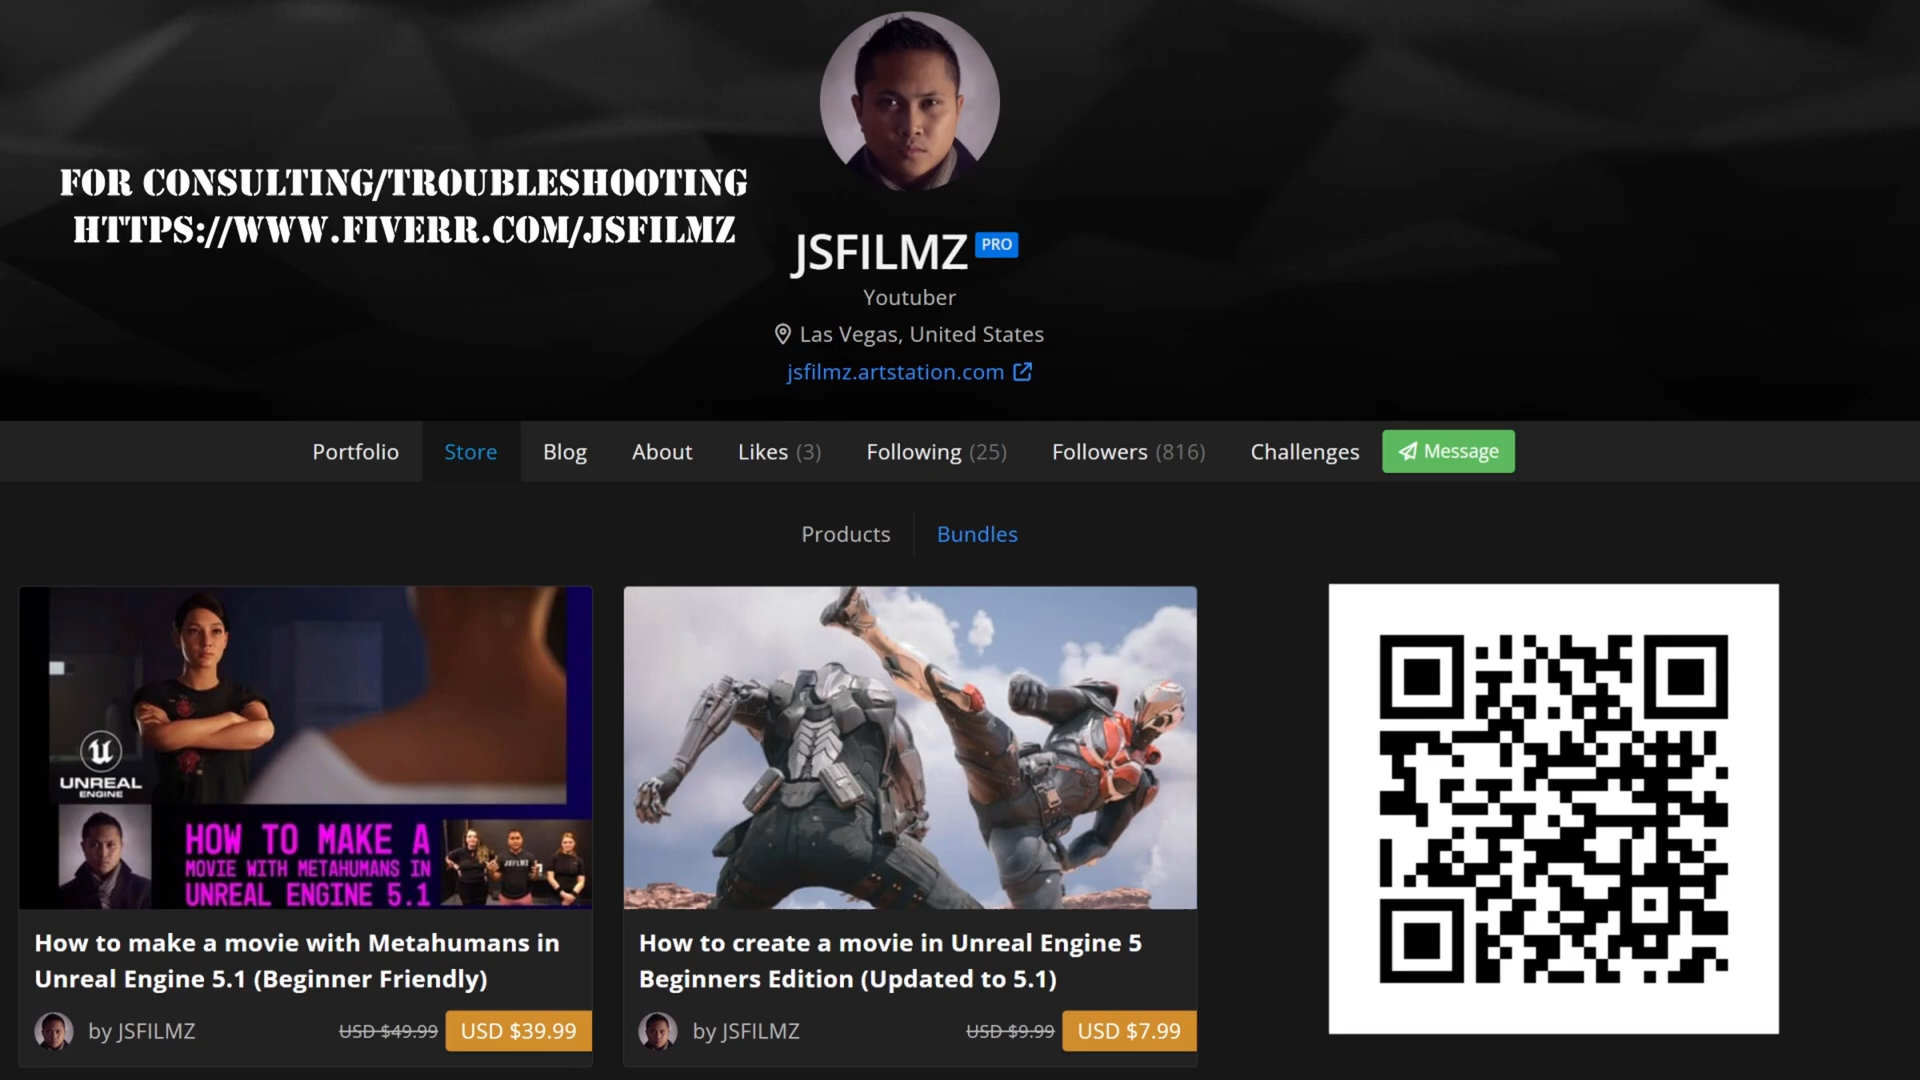 FOR CONSULTING/TROUBLESHOOTING
HTTPS://WWW.FIVERR.COM/JSFILMZ
JSFILMZ PRO
Youtuber
Las Vegas, United States
jsfilmz.artstation.com
Portfolio Store Blog About Likes (3) Following (25) Followers (816) Challenges Message
Products Bundles
UNREAL
ENGINE
HOW TO MAKE A
MOVIE WITH METAHUMANS IN
UNREAL ENGINE 5.1
JSFILMZ
How to make a movie with Metahumans in
Unreal Engine 5.1 (Beginner Friendly)
by JSFILMZ USD $49.99 USD $39.99
How to create a movie in Unreal Engine 5
Beginners Edition (Updated to 5.1)
by JSFILMZ USD $9.99 USD $7.99